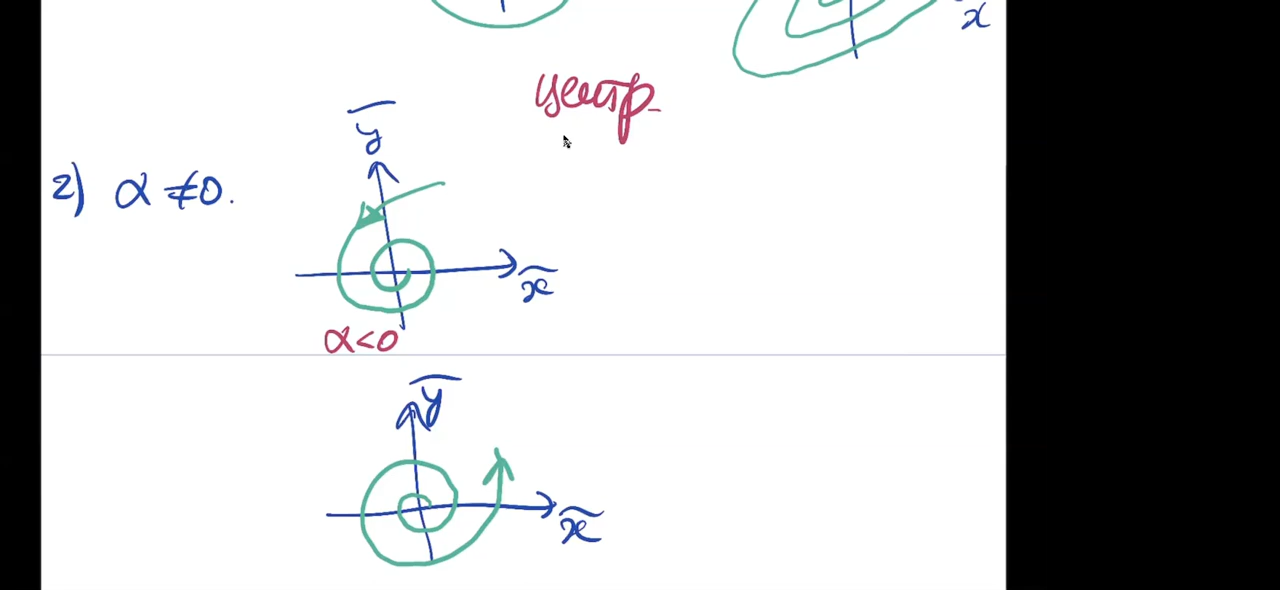 x
центр
ỹ
2) α ≠ 0.
x̃
α < 0
ỹ
x̃